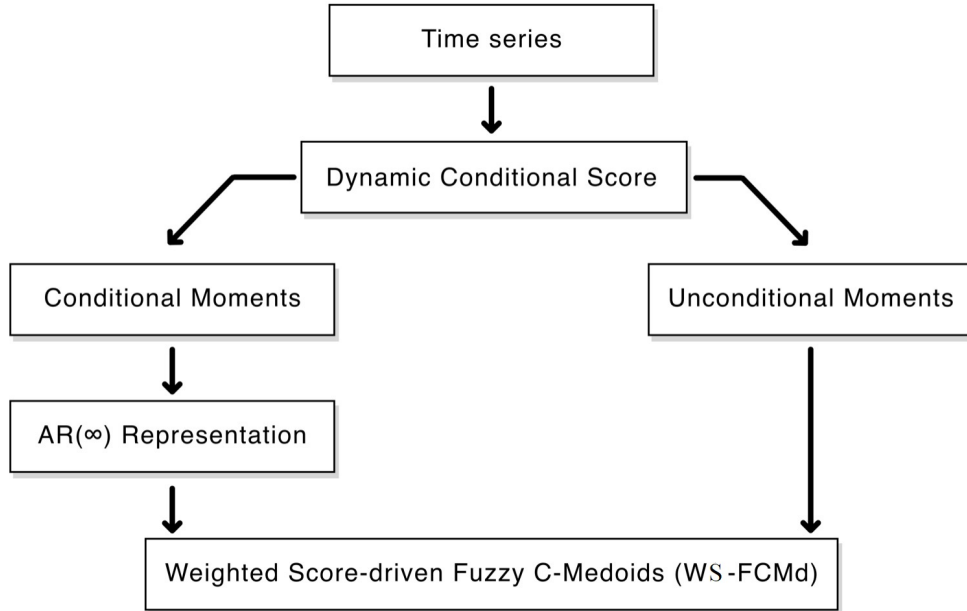 Time series
Dynamic Conditional Score
Conditional Moments
Unconditional Moments
AR(∞) Representation
Weighted Score-driven Fuzzy C-Medoids (WS-FCMd)